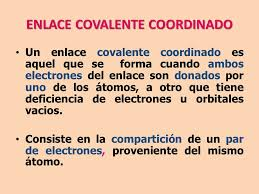 ENLACE COVALENTE COORDINADO
• Un enlace covalente coordinado es
aquel que se forma cuando ambos
electrones del enlace son donados por
uno de los átomos, a otro que tiene
deficiencia de electrones u orbitales
vacios.
• Consiste en la compartición de un par
de electrones, proveniente del mismo
átomo.